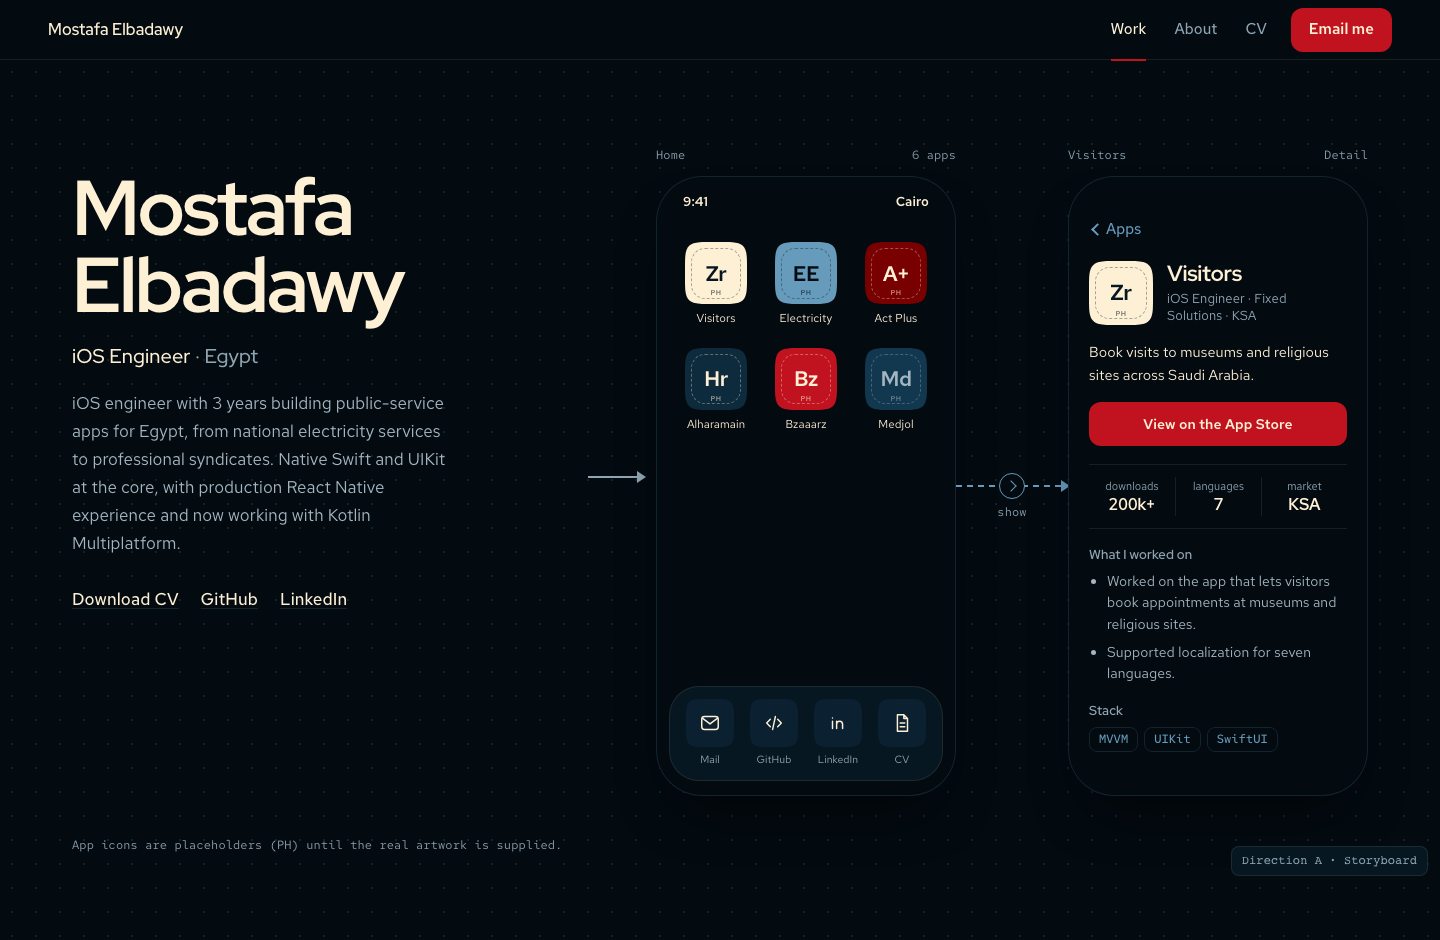 Mostafa Elbadawy
Work
About
CV
Email me
Mostafa
Elbadawy
iOS Engineer · Egypt
iOS engineer with 3 years building public-service
apps for Egypt, from national electricity services
to professional syndicates. Native Swift and UIKit
at the core, with production React Native
experience and now working with Kotlin
Multiplatform.
Download CV
GitHub
LinkedIn
App icons are placeholders (PH) until the real artwork is supplied.
Home
6 apps
9:41
Cairo
Zr
PH
Visitors
EE
PH
Electricity
A+
PH
Act Plus
Hr
PH
Alharamain
Bz
PH
Bzaaarz
Md
PH
Medjol
in
Mail
GitHub
LinkedIn
CV
show
Visitors
Detail
Apps
Zr
PH
Visitors
iOS Engineer · Fixed
Solutions · KSA
Book visits to museums and religious
sites across Saudi Arabia.
View on the App Store
downloads
200k+
languages
7
market
KSA
What I worked on
Worked on the app that lets visitors
book appointments at museums and
religious sites.
Supported localization for seven
languages.
Stack
MVVM
UIKit
SwiftUI
Direction A · Storyboard